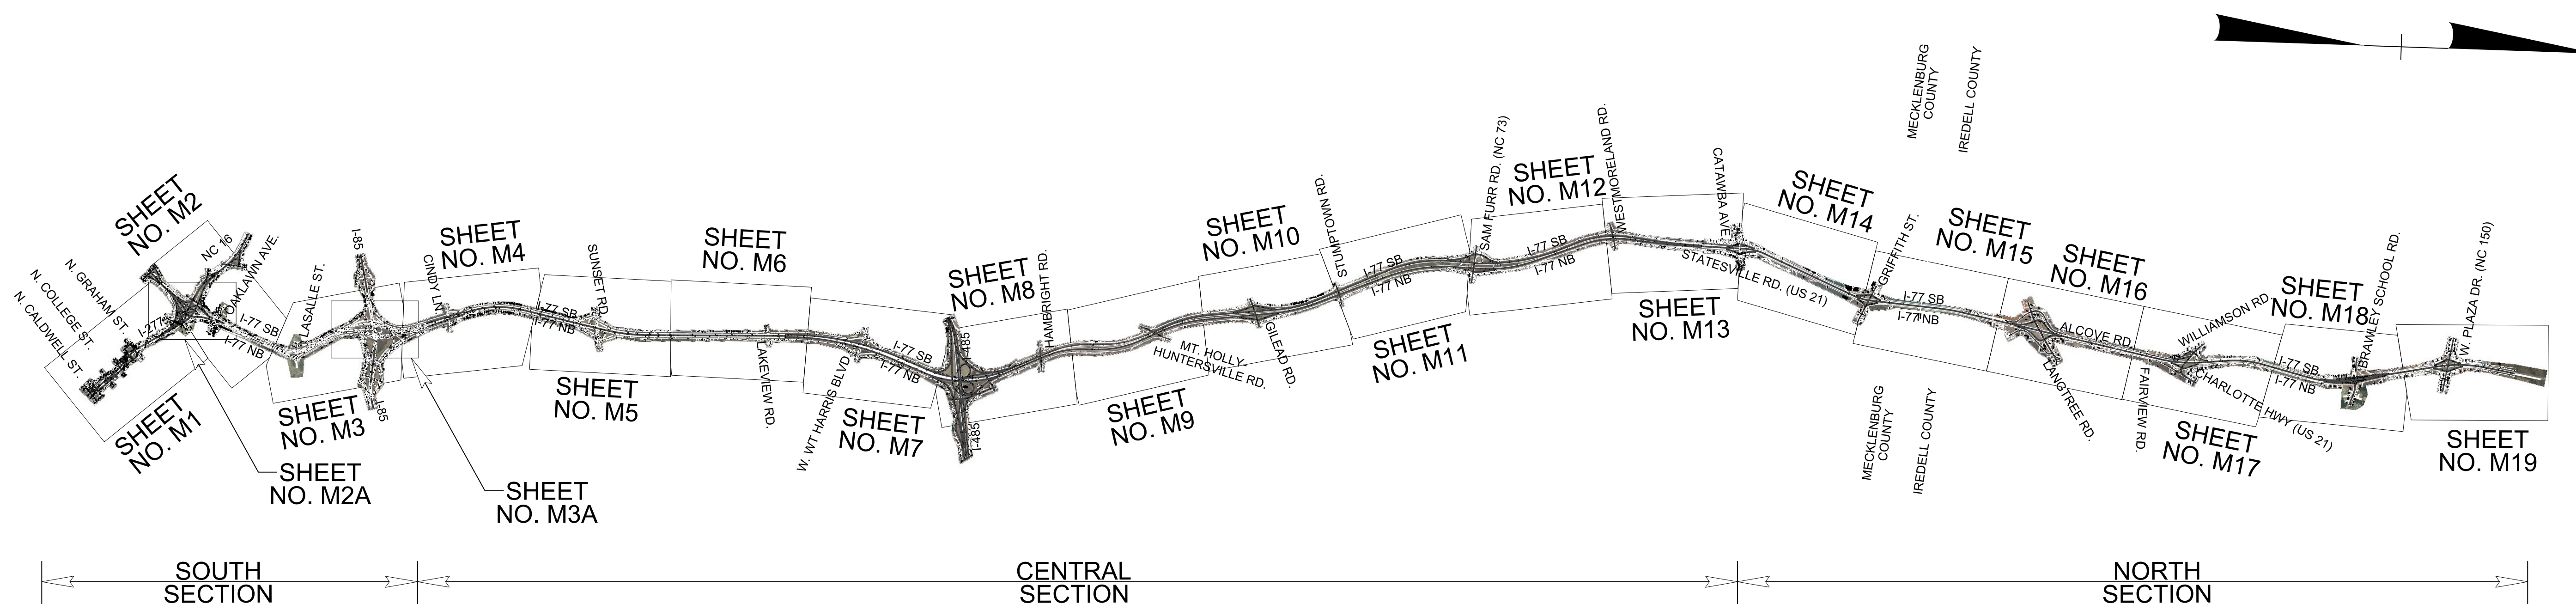 SHEET
NO. M2
NC 16
OAKLAWN AVE.
N. GRAHAM ST.
N. COLLEGE ST.
N. CALDWELL ST.
I-277
I-77 SB
I-77 NB
SHEET
NO. M1
SHEET
NO. M2A
LASALLE ST.
I-85
I-85
SHEET
NO. M3
SHEET
NO. M3A
CINDY LN.
SHEET
NO. M4
I-77 SB
I-77 NB
SUNSET RD.
SHEET
NO. M5
SHEET
NO. M6
LAKEVIEW RD.
W. WT HARRIS BLVD.
I-77 SB
I-77 NB
SHEET
NO. M7
SHEET
NO. M8
I-485
I-485
HAMBRIGHT RD.
SHEET
NO. M9
MT. HOLLY-
HUNTERSVILLE RD.
SHEET
NO. M10
GILEAD RD.
STUMPTOWN RD.
I-77 SB
I-77 NB
SHEET
NO. M11
SAM FURR RD. (NC 73)
SHEET
NO. M12
I-77 SB
I-77 NB
WESTMORELAND RD.
SHEET
NO. M13
CATAWBA AVE.
STATESVILLE RD. (US 21)
SHEET
NO. M14
GRIFFITH ST.
MECKLENBURG
COUNTY
IREDELL COUNTY
MECKLENBURG
COUNTY
IREDELL COUNTY
SHEET
NO. M15
I-77 SB
I-77 NB
SHEET
NO. M16
ALCOVE RD.
LANGTREE RD.
FAIRVIEW RD.
WILLIAMSON RD.
CHARLOTTE HWY (US 21)
SHEET
NO. M17
SHEET
NO. M18
I-77 SB
I-77 NB
BRAWLEY SCHOOL RD.
W. PLAZA DR. (NC 150)
SHEET
NO. M19
SOUTH
SECTION
CENTRAL
SECTION
NORTH
SECTION